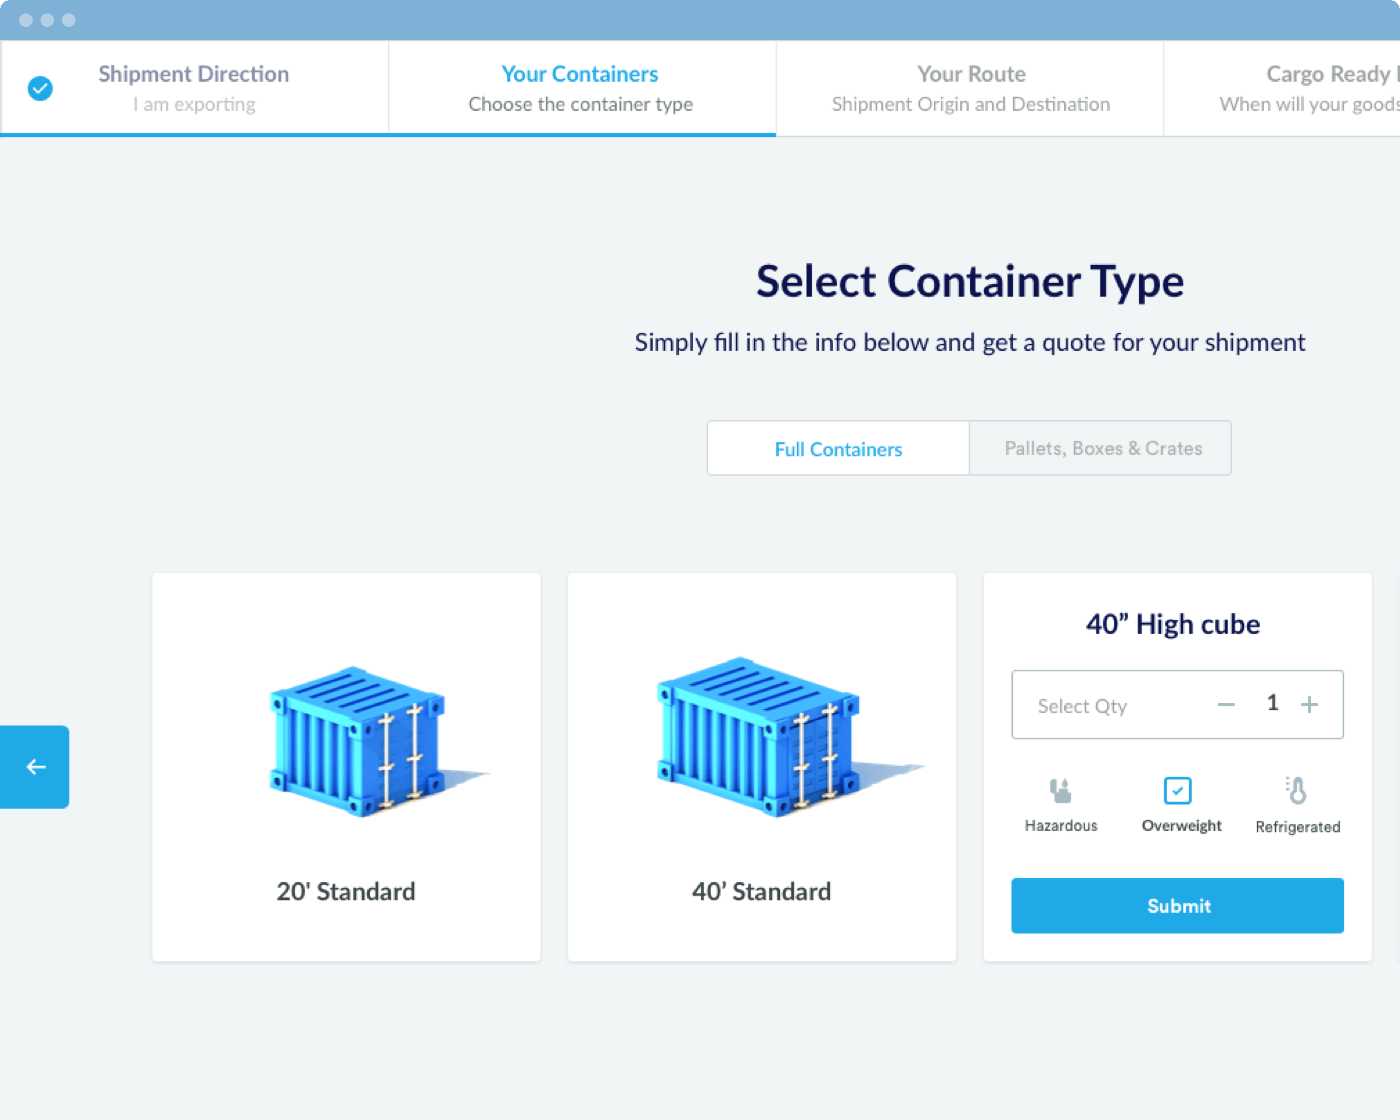 Shipment Direction
I am exporting
Your Containers
Choose the container type
Your Route
Shipment Origin and Destination
Cargo Ready
When will your goods
Select Container Type
Simply fill in the info below and get a quote for your shipment
Full Containers
Pallets, Boxes & Crates
20' Standard
40’ Standard
40” High cube
Select Qty
1
Hazardous
Overweight
Refrigerated
Submit